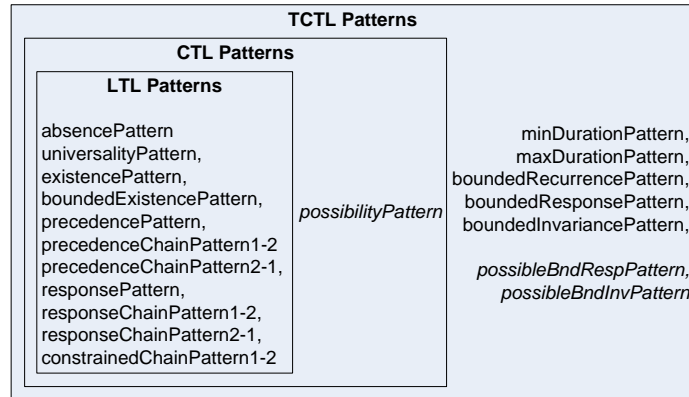 TCTL Patterns
CTL Patterns
LTL Patterns
absencePattern
universalityPattern,
existencePattern,
boundedExistencePattern,
precedencePattern,
precedenceChainPattern1-2
precedenceChainPattern2-1,
responsePattern,
responseChainPattern1-2,
responseChainPattern2-1,
constrainedChainPattern1-2
possibilityPattern
minDurationPattern,
maxDurationPattern,
boundedRecurrencePattern,
boundedResponsePattern,
boundedInvariancePattern,
possibleBndRespPattern,
possibleBndInvPattern